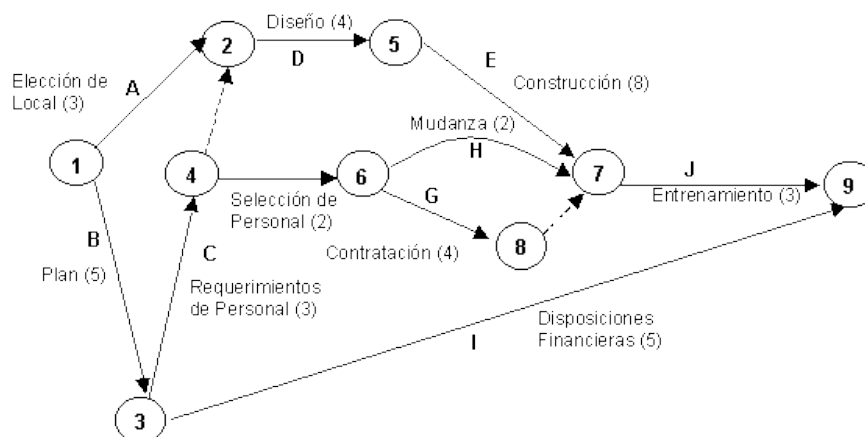 Diseño (4)
2
5
D
A
E
Elección de
Local (3)
Construcción (8)
Mudanza (2)
H
1
4
6
7
J
9
Selección de
Personal (2)
G
Entrenamiento (3)
B
C
Contratación (4)
8
Plan (5)
Requerimientos
de Personal (3)
Disposiciones
I
Financieras (5)
3